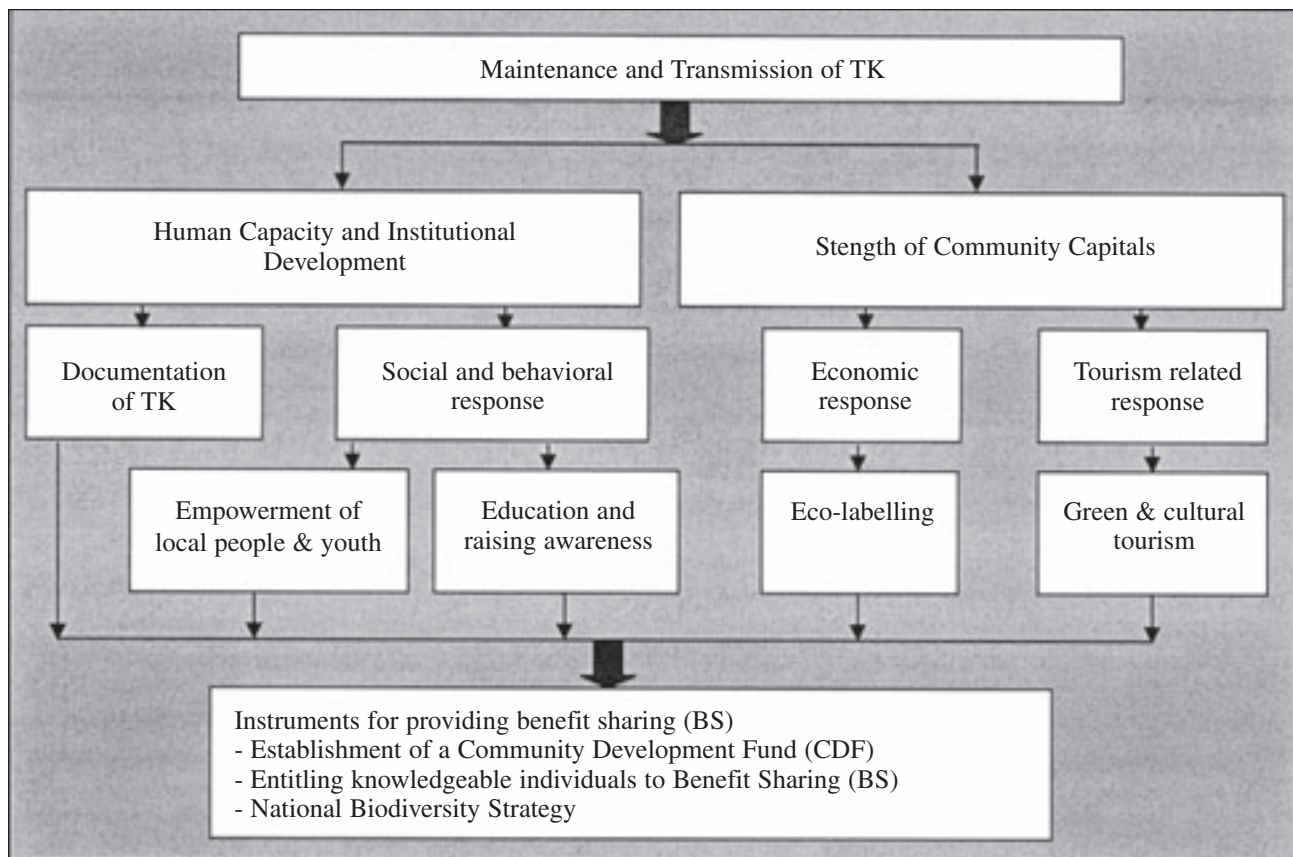 Maintenance and Transmission of TK
Human Capacity and Institutional
Development
Stength of Community Capitals
Documentation
of TK
Social and behavioral
response
Economic
response
Tourism related
response
Empowerment of
local people & youth
Education and
raising awareness
Eco-labelling
Green & cultural
tourism
Instruments for providing benefit sharing (BS)
- Establishment of a Community Development Fund (CDF)
- Entitling knowledgeable individuals to Benefit Sharing (BS)
- National Biodiversity Strategy